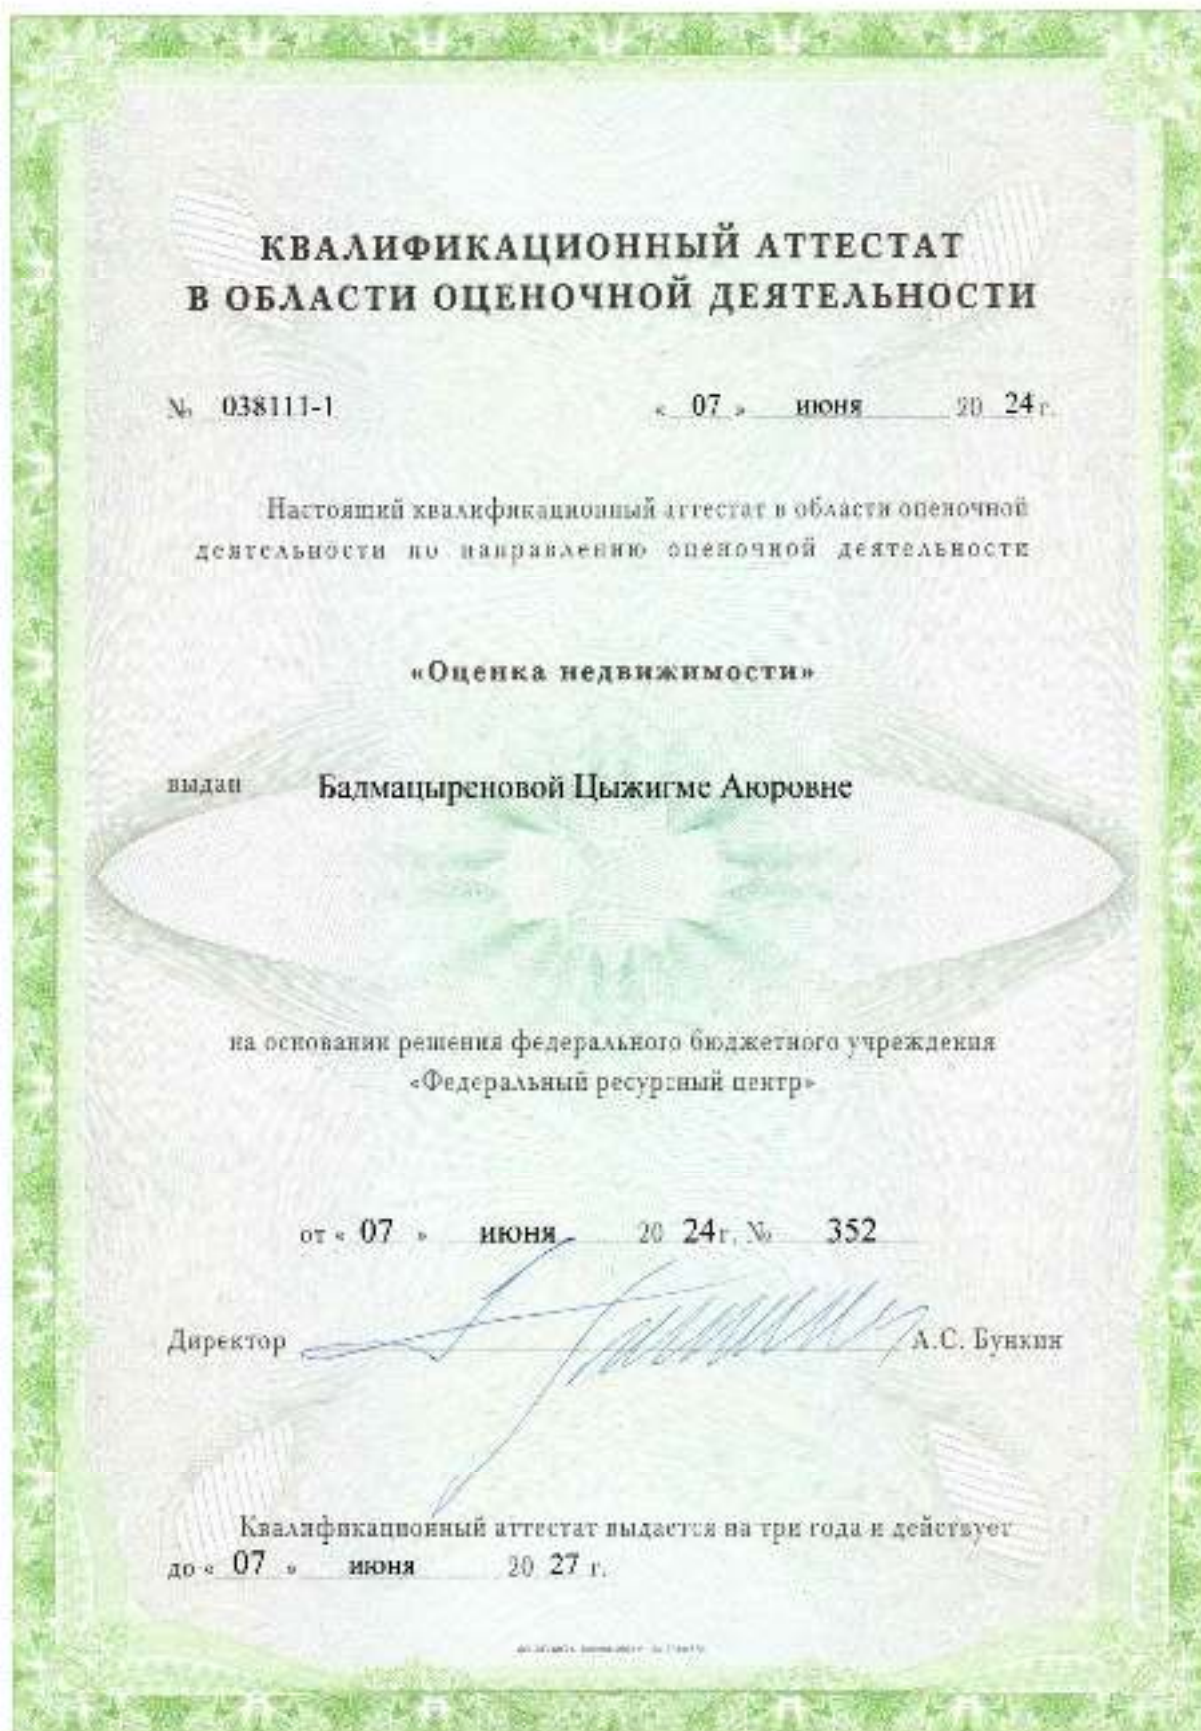 КВАЛИФИКАЦИОННЫЙ АТТЕСТАТ
В ОБЛАСТИ ОЦЕНОЧНОЙ ДЕЯТЕЛЬНОСТИ
№ 038111-1 « 07 » июня 20 24 г.
Настоящий квалификационный аттестат в области оценочной
деятельности по направлению оценочной деятельности
«Оценка недвижимости»
выдан Бадмацыреновой Цыжигме Аюровне
на основании решения федерального бюджетного учреждения
«Федеральный ресурсный центр»
от « 07 » июня 20 24 г. № 352
Директор А.С. Бункин
Квалификационный аттестат выдается на три года и действует
до « 07 » июня 20 27 г.